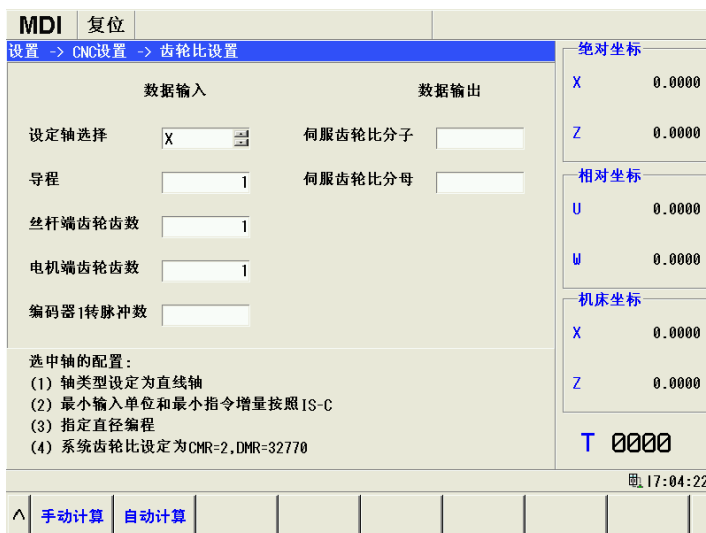 MDI 复位
设置 -> CNC设置 -> 齿轮比设置
数据输入 数据输出
设定轴选择 X 伺服齿轮比分子
导程 1 伺服齿轮比分母
丝杆端齿轮齿数 1
电机端齿轮齿数 1
编码器1转脉冲数
选中轴的配置:
(1) 轴类型设定为直线轴
(2) 最小输入单位和最小指令增量按照IS-C
(3) 指定直径编程
(4) 系统齿轮比设定为CMR=2,DMR=32770
绝对坐标
X 0.0000
Z 0.0000
相对坐标
U 0.0000
W 0.0000
机床坐标
X 0.0000
Z 0.0000
T 0000
17:04:22
^ 手动计算 自动计算